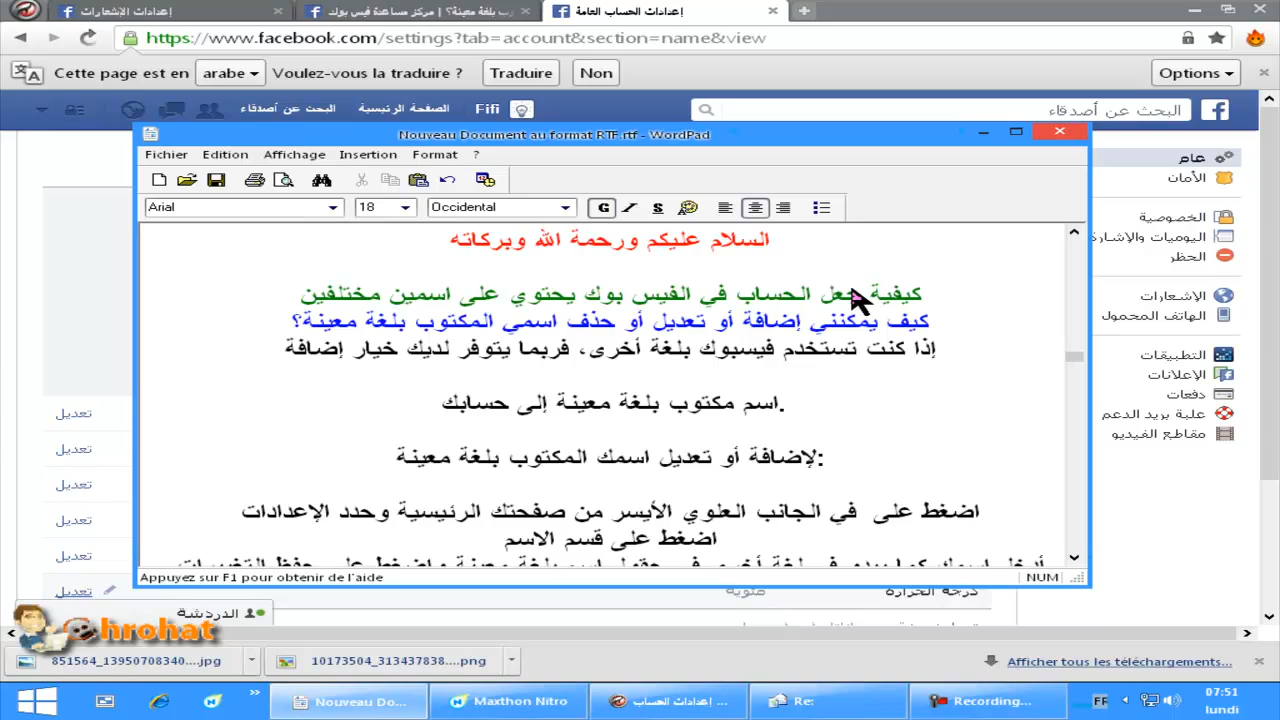 إعدادات الإشعارات
ـب بلغة معينة؟ | مركز مساعدة فيس بوك
إعدادات الحساب العامة
https://www.facebook.com/settings?tab=account&section=name&view
Cette page est en arabe Voulez-vous la traduire ? Traduire Non Options
البحث عن أصدقاء
Fifi الصفحة الرئيسية البحث عن أصدقاء
Nouveau Document au format RTF.rtf - WordPad
Fichier Edition Affichage Insertion Format ?
Arial 18 Occidental G
السلام عليكم ورحمة الله وبركاته
كيفية جعل الحساب في الفيس بوك يحتوي على اسمين مختلفين
كيف يمكنني إضافة أو تعديل أو حذف اسمي المكتوب بلغة معينة؟
إذا كنت تستخدم فيسبوك بلغة أخرى، فربما يتوفر لديك خيار إضافة
اسم مكتوب بلغة معينة إلى حسابك.
لإضافة أو تعديل اسمك المكتوب بلغة معينة:
اضغط على في الجانب العلوي الأيسر من صفحتك الرئيسية وحدد الإعدادات
اضغط على قسم الاسم
Appuyez sur F1 pour obtenir de l'aide NUM
عام
الأمان
الخصوصية
اليوميات والإشارة
الحظر
الإشعارات
الهاتف المحمول
التطبيقات
الإعلانات
دفعات
علبة بريد الدعم
مقاطع الفيديو
تعديل
تعديل
تعديل
تعديل
تعديل
تعديل
درجة الحرارة مئوية
الدردشة
hrohat
851564_13950708340....jpg
10173504_313437838....png
Afficher tous les téléchargements...
Nouveau Do...
Maxthon Nitro
إعدادات الحساب ...
Re:
Recording...
FF
07:51
lundi